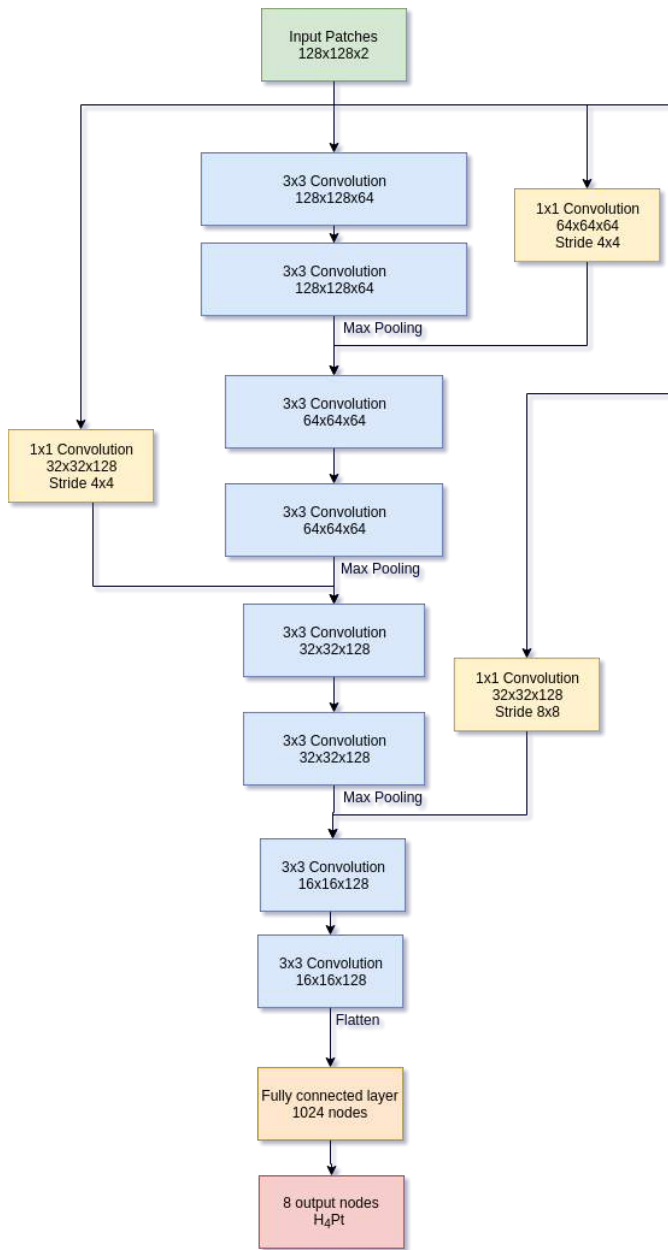 Input Patches
128x128x2
3x3 Convolution
128x128x64
1x1 Convolution
64x64x64
Stride 4x4
3x3 Convolution
128x128x64
Max Pooling
3x3 Convolution
64x64x64
1x1 Convolution
32x32x128
Stride 4x4
3x3 Convolution
64x64x64
Max Pooling
3x3 Convolution
32x32x128
1x1 Convolution
32x32x128
Stride 8x8
3x3 Convolution
32x32x128
Max Pooling
3x3 Convolution
16x16x128
3x3 Convolution
16x16x128
Flatten
Fully connected layer
1024 nodes
8 output nodes
H₄Pt